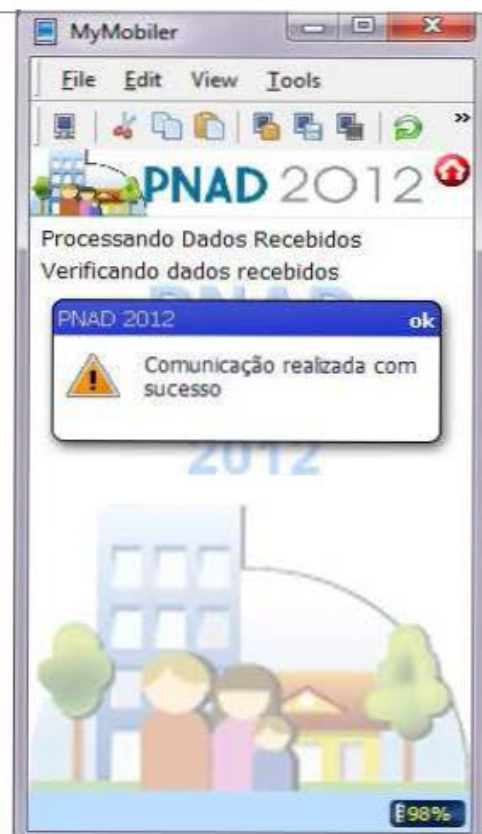 MyMobiler
File Edit View Tools
»
PNAD 2012
Processando Dados Recebidos
Verificando dados recebidos
PNAD
PNAD 2012 ok
Comunicação realizada com
sucesso
2012
98%